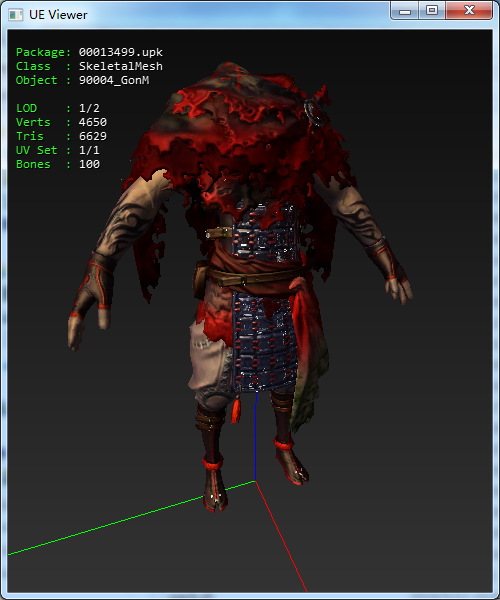 UE Viewer
Package: 00013499.upk
Class : SkeletalMesh
Object : 90004_GonM
LOD : 1/2
Verts : 4650
Tris : 6629
UV Set : 1/1
Bones : 100